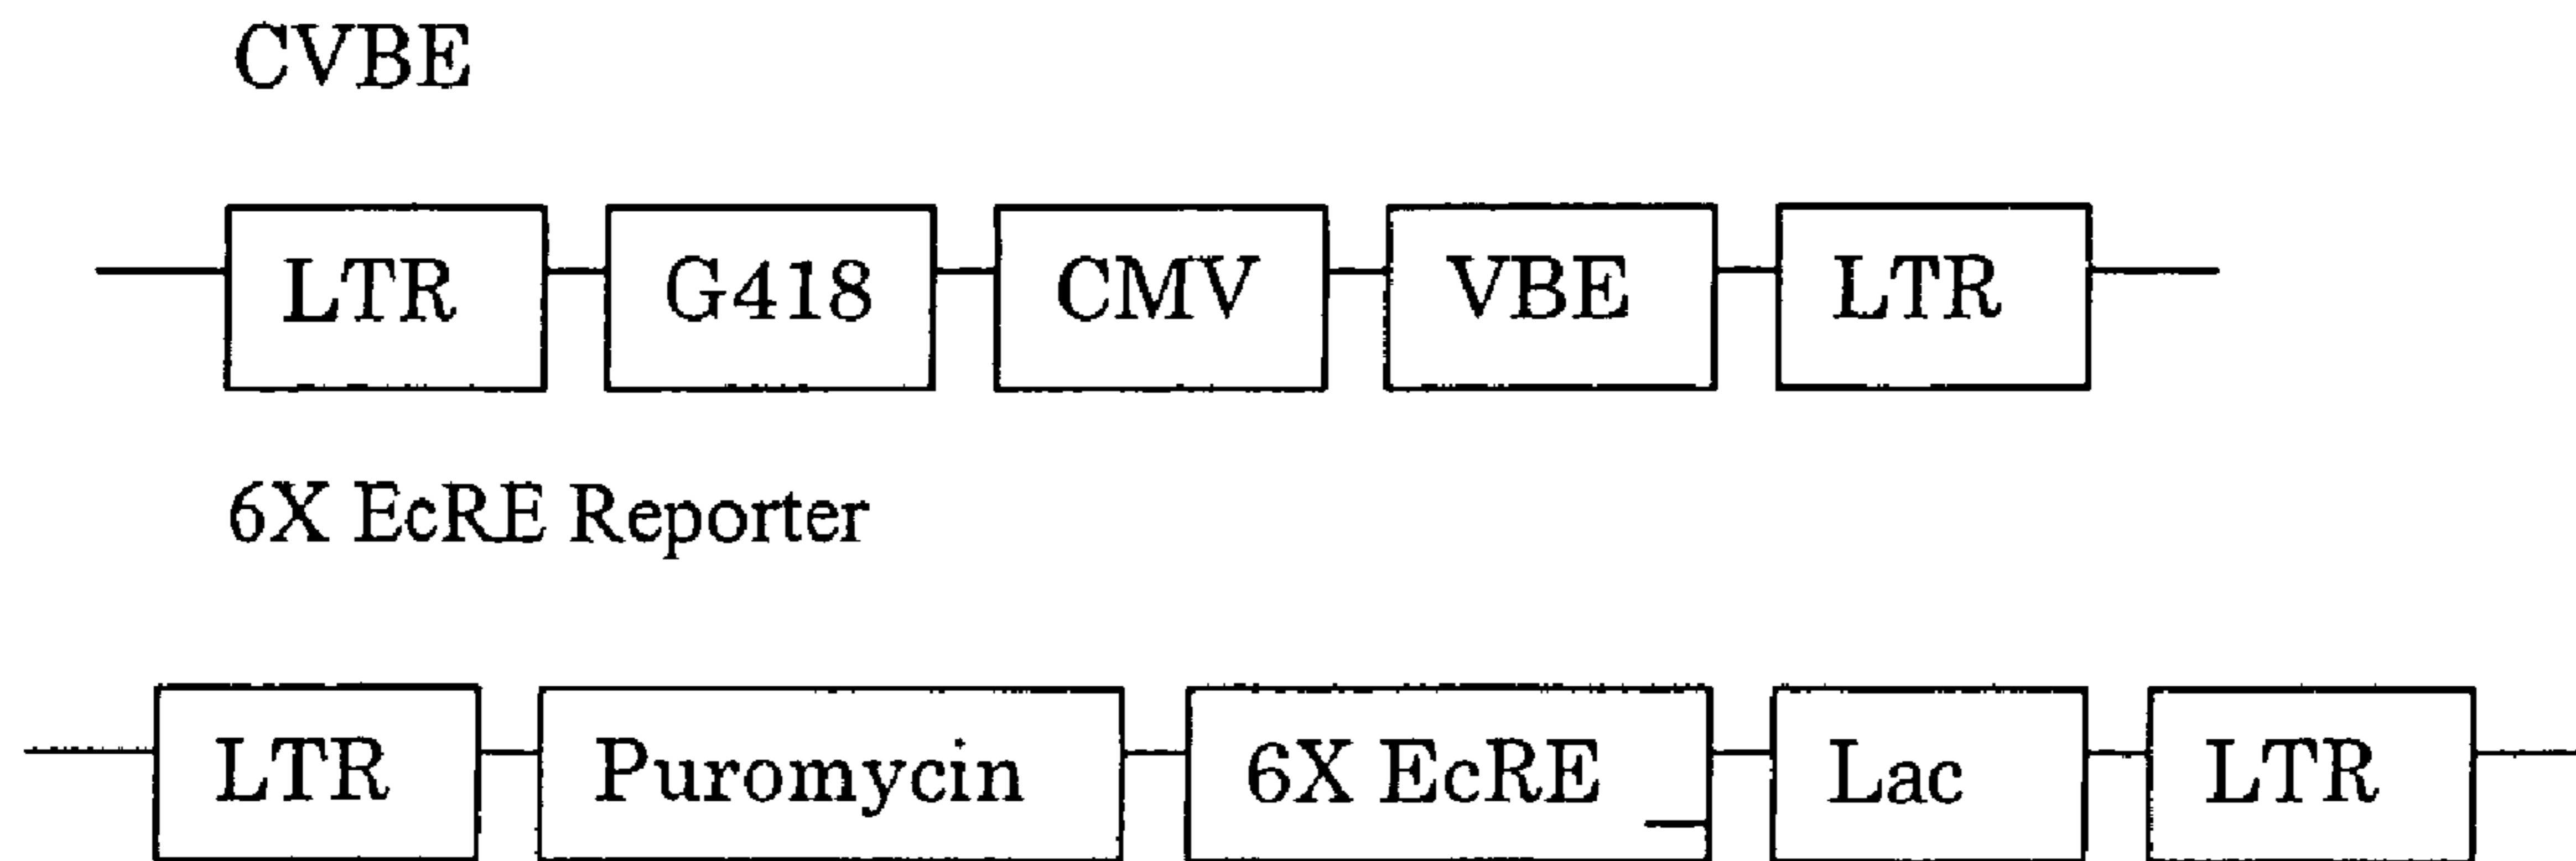 CVBE
LTR G418 CMV VBE LTR
6X EcRE Reporter
LTR Puromycin 6X EcRE Lac LTR